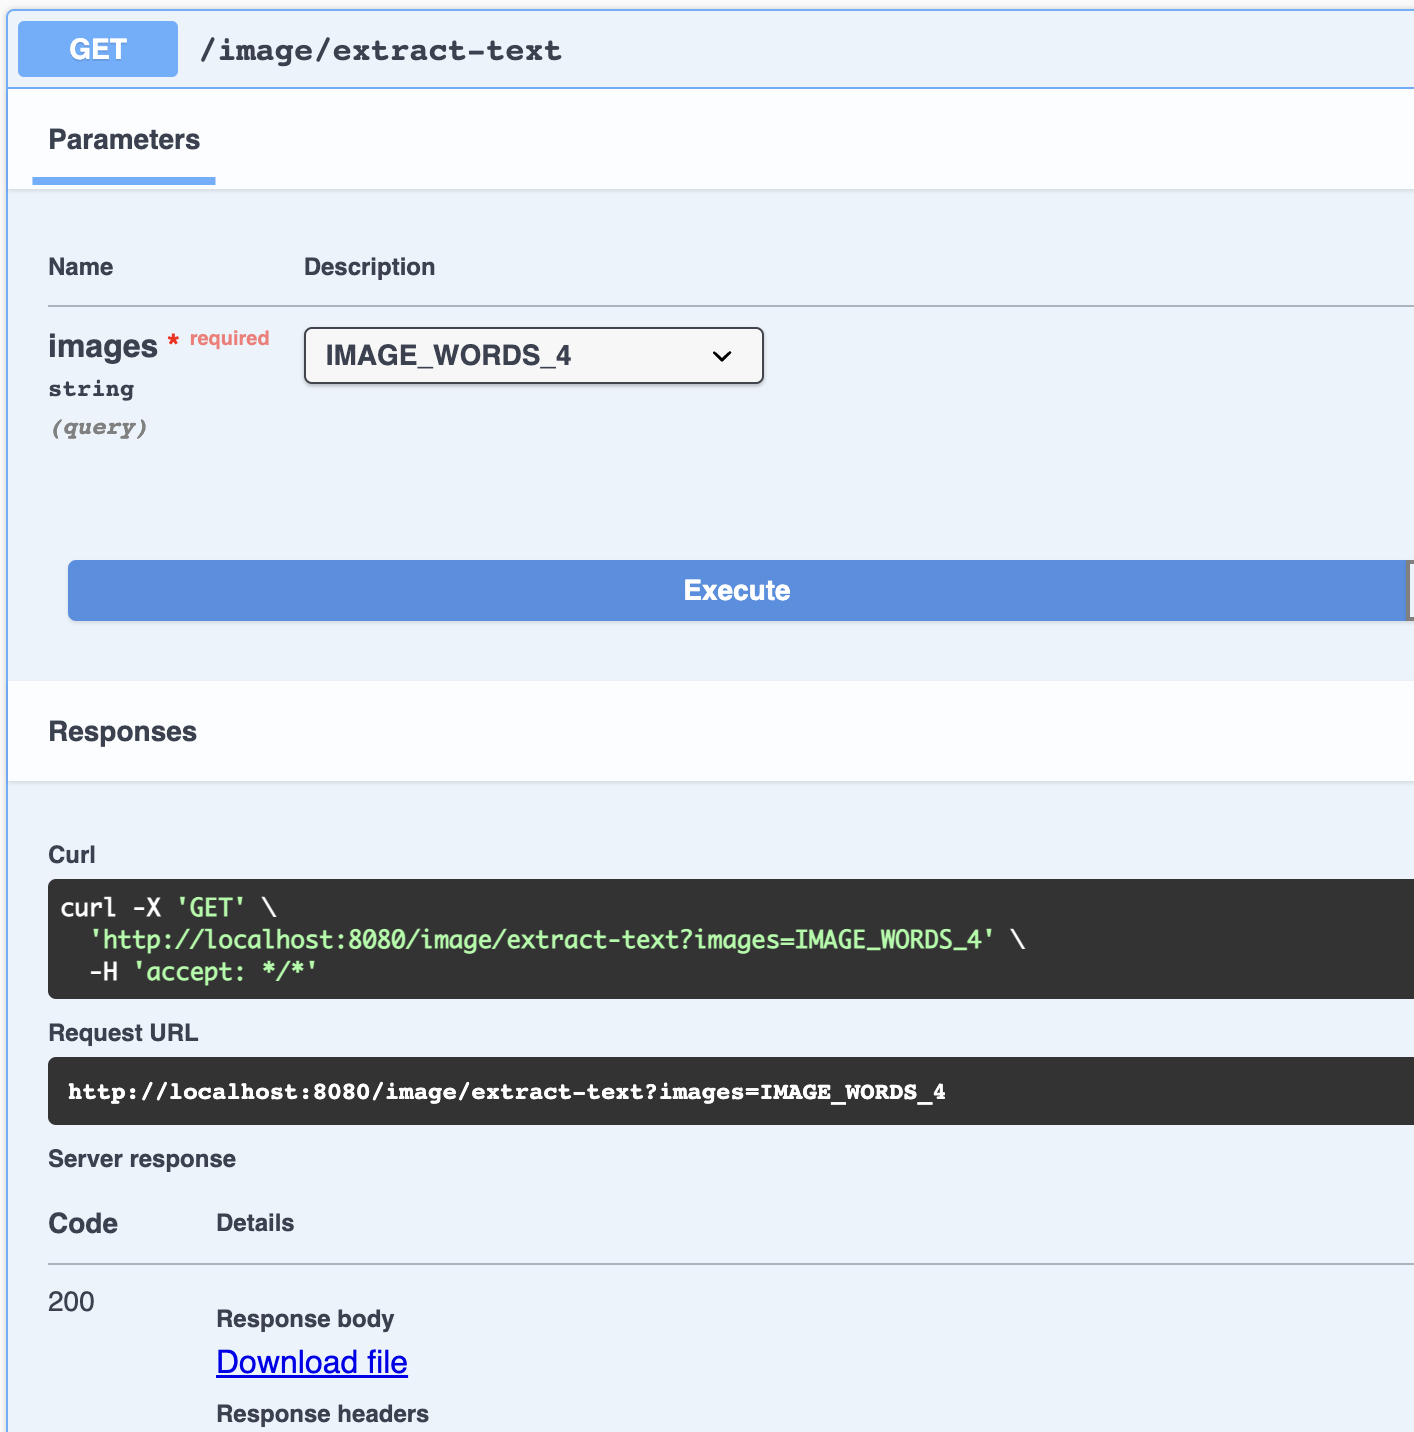 GET /image/extract-text
Parameters
Name Description
images * required IMAGE_WORDS_4
string
(query)
Execute
Responses
Curl
curl -X 'GET' \
'http://localhost:8080/image/extract-text?images=IMAGE_WORDS_4' \
-H 'accept: */*'
Request URL
http://localhost:8080/image/extract-text?images=IMAGE_WORDS_4
Server response
Code Details
200
Response body
Download file
Response headers